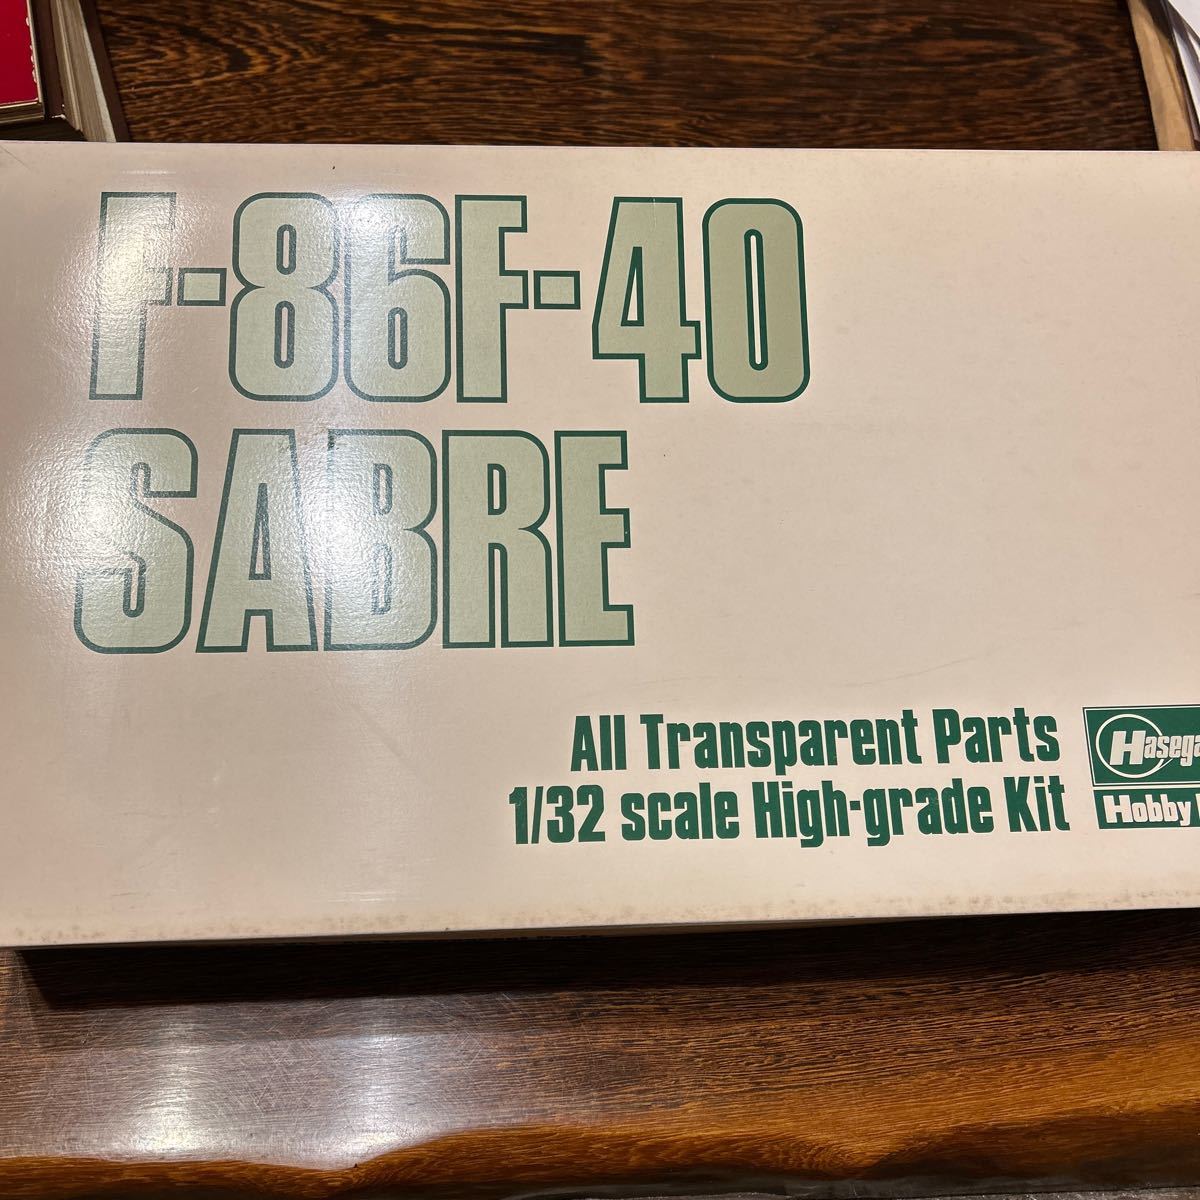 F-86F-40
SABRE
All Transparent Parts
1/32 scale High-grade Kit
Hasega
Hobby